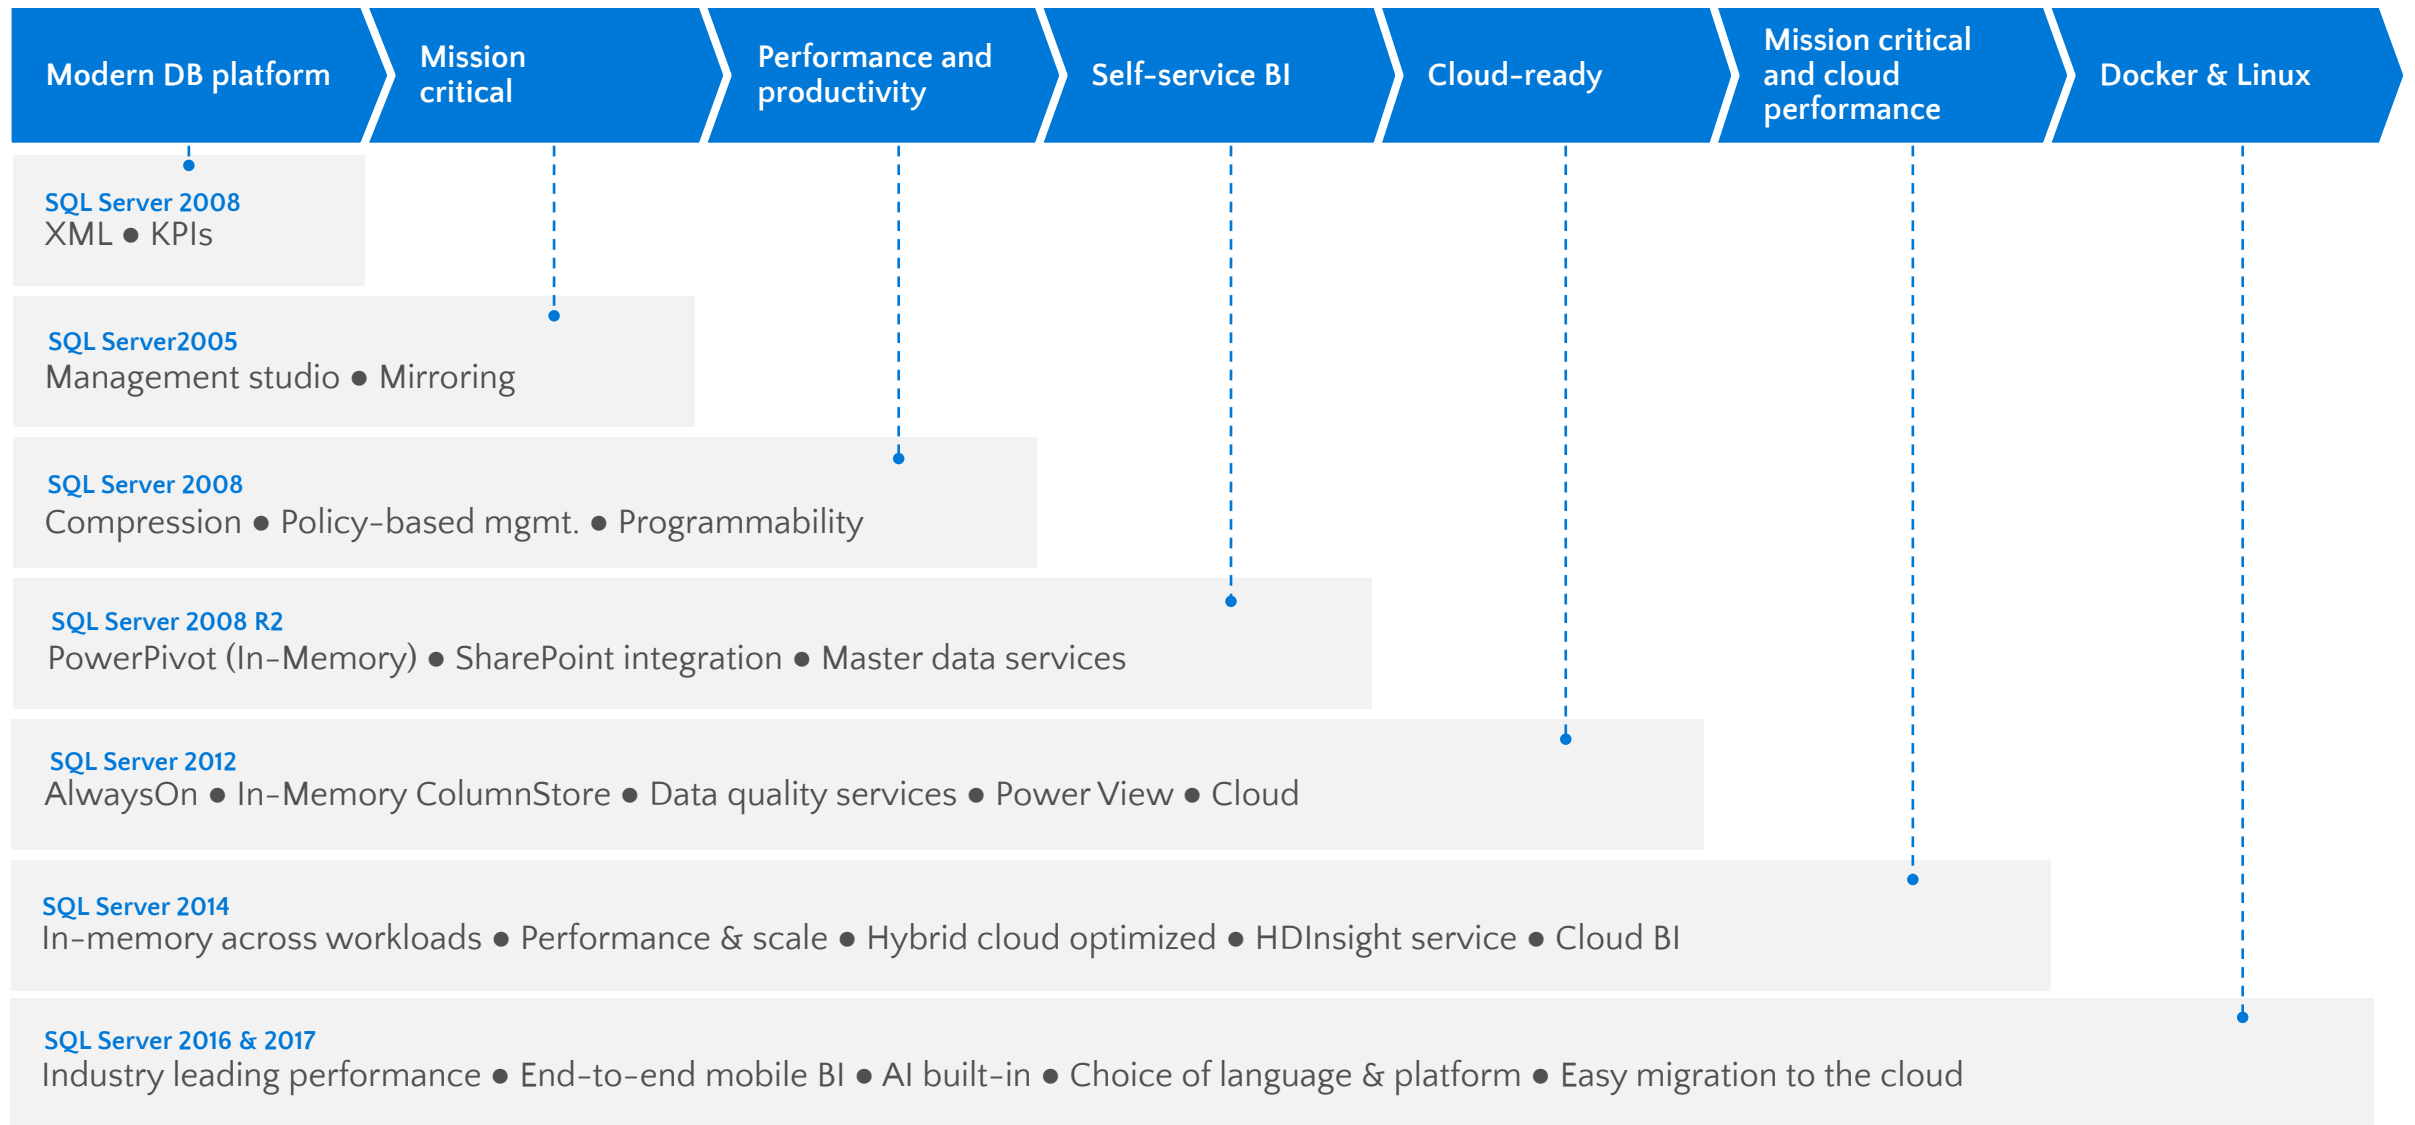 Modern DB platform
Mission
critical
Performance and
productivity
Self-service BI
Cloud-ready
Mission critical
and cloud
performance
Docker & Linux
SQL Server 2008
XML ● KPIs
SQL Server2005
Management studio ● Mirroring
SQL Server 2008
Compression ● Policy-based mgmt. ● Programmability
SQL Server 2008 R2
PowerPivot (In-Memory) ● SharePoint integration ● Master data services
SQL Server 2012
AlwaysOn ● In-Memory ColumnStore ● Data quality services ● Power View ● Cloud
SQL Server 2014
In-memory across workloads ● Performance & scale ● Hybrid cloud optimized ● HDInsight service ● Cloud BI
SQL Server 2016 & 2017
Industry leading performance ● End-to-end mobile BI ● AI built-in ● Choice of language & platform ● Easy migration to the cloud